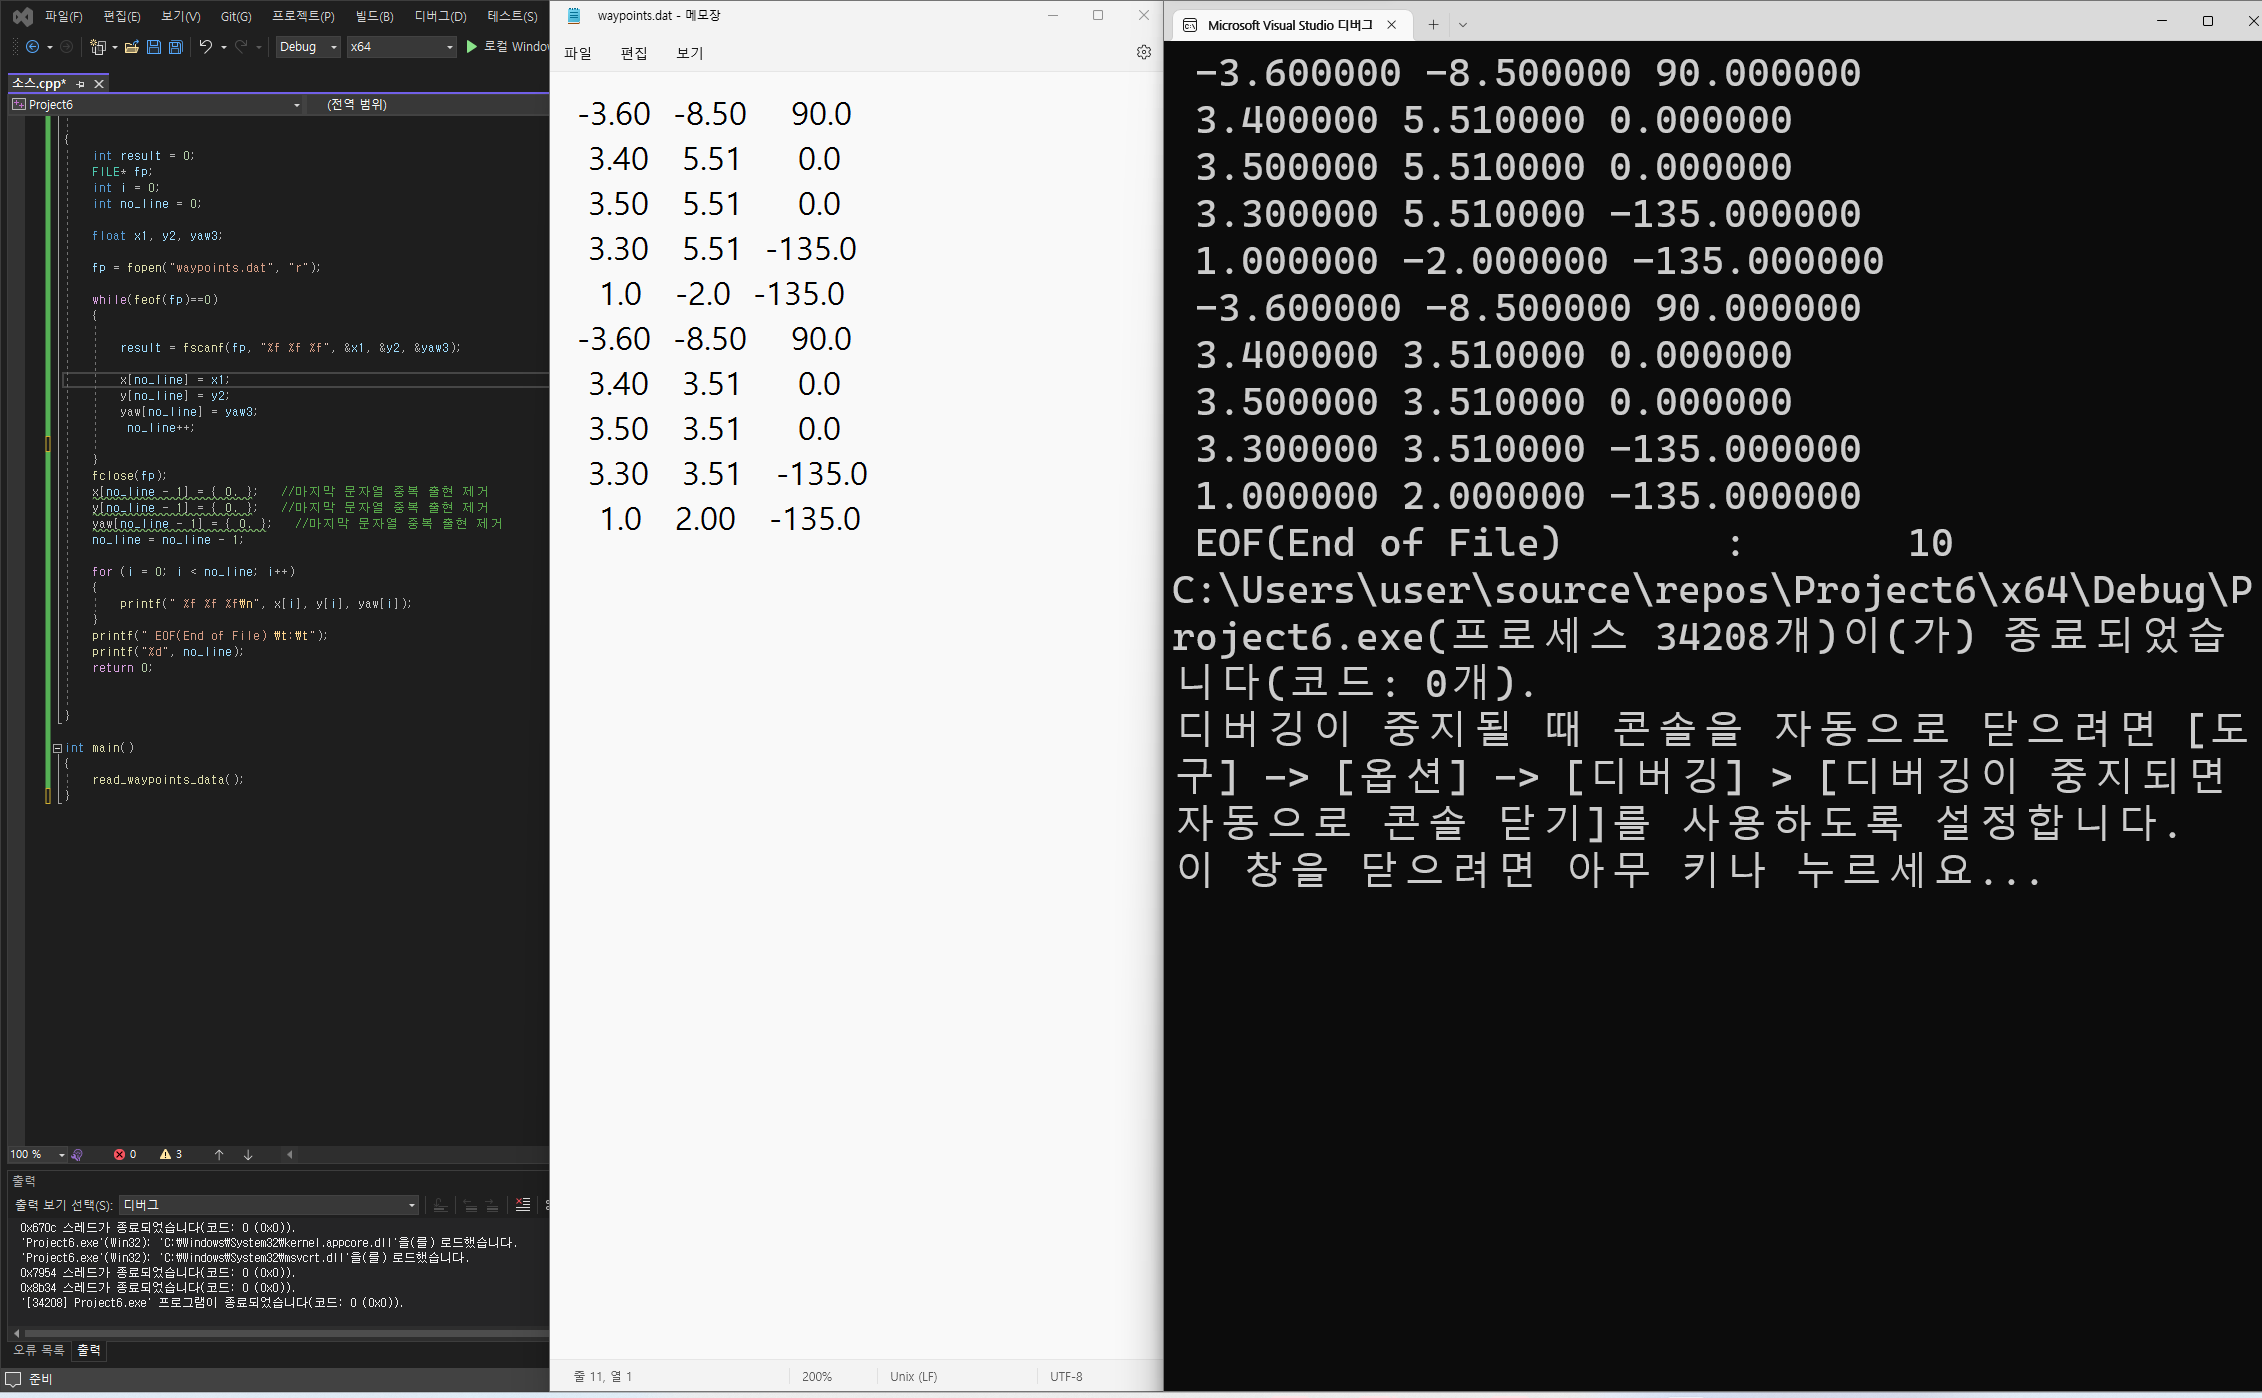 파일(F) 편집(E) 보기(V) Git(G) 프로젝트(P) 빌드(B) 디버그(D) 테스트(S)
Debug x64 로컬 Windo
소스.cpp*
Project6 (전역 범위)
{
int result = 0;
FILE* fp;
int i = 0;
int no_line = 0;
float x1, y2, yaw3;
fp = fopen("waypoints.dat", "r");
while(feof(fp)==0)
{
result = fscanf(fp, "%f %f %f", &x1, &y2, &yaw3);
x[no_line] = x1;
y[no_line] = y2;
yaw[no_line] = yaw3;
no_line++;
}
fclose(fp);
x[no_line - 1] = { 0. }; //마지막 문자열 중복 출현 제거
y[no_line - 1] = { 0. }; //마지막 문자열 중복 출현 제거
yaw[no_line - 1] = { 0. }; //마지막 문자열 중복 출현 제거
no_line = no_line - 1;
for (i = 0; i < no_line; i++)
{
printf(" %f %f %f₩n", x[i], y[i], yaw[i]);
}
printf(" EOF(End of File) ₩t:₩t");
printf("%d", no_line);
return 0;
}
int main()
{
read_waypoints_data();
}
100 % 0 3
출력
출력 보기 선택(S): 디버그
0x670c 스레드가 종료되었습니다(코드: 0 (0x0)).
'Project6.exe'(Win32): 'C:₩Windows₩System32₩kernel.appcore.dll'을(를) 로드했습니다.
'Project6.exe'(Win32): 'C:₩Windows₩System32₩msvcrt.dll'을(를) 로드했습니다.
0x7954 스레드가 종료되었습니다(코드: 0 (0x0)).
0x8b34 스레드가 종료되었습니다(코드: 0 (0x0)).
'[34208] Project6.exe' 프로그램이 종료되었습니다(코드: 0 (0x0)).
오류 목록 출력
준비
waypoints.dat - 메모장
파일 편집 보기
-3.60 -8.50 90.0
3.40 5.51 0.0
3.50 5.51 0.0
3.30 5.51 -135.0
1.0 -2.0 -135.0
-3.60 -8.50 90.0
3.40 3.51 0.0
3.50 3.51 0.0
3.30 3.51 -135.0
1.0 2.00 -135.0
줄 11, 열 1 200% Unix (LF) UTF-8
Microsoft Visual Studio 디버그
-3.600000 -8.500000 90.000000
3.400000 5.510000 0.000000
3.500000 5.510000 0.000000
3.300000 5.510000 -135.000000
1.000000 -2.000000 -135.000000
-3.600000 -8.500000 90.000000
3.400000 3.510000 0.000000
3.500000 3.510000 0.000000
3.300000 3.510000 -135.000000
1.000000 2.000000 -135.000000
EOF(End of File) : 10
C:\Users\user\source\repos\Project6\x64\Debug\P
roject6.exe(프로세스 34208개)이(가) 종료되었습
니다(코드: 0개).
디버깅이 중지될 때 콘솔을 자동으로 닫으려면 [도
구] -> [옵션] -> [디버깅] > [디버깅이 중지되면
자동으로 콘솔 닫기]를 사용하도록 설정합니다.
이 창을 닫으려면 아무 키나 누르세요...